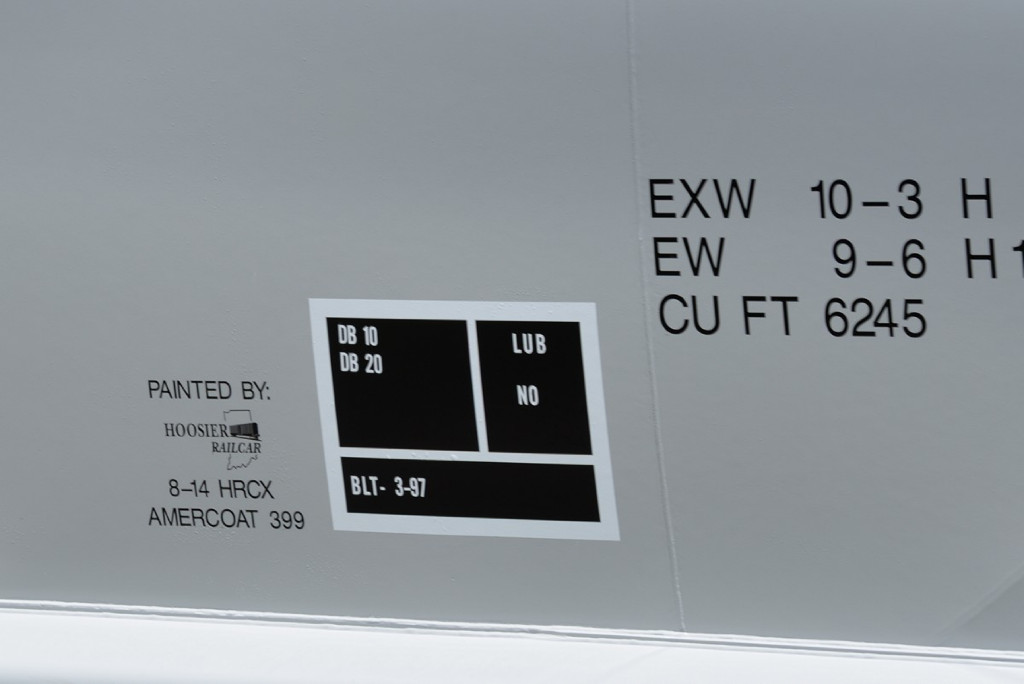 EXW 10-3 H
EW 9-6 H 1
CU FT 6245
DB 10
DB 20
LUB
NO
BLT- 3-97
PAINTED BY:
HOOSIER
RAILCAR
8-14 HRCX
AMERCOAT 399